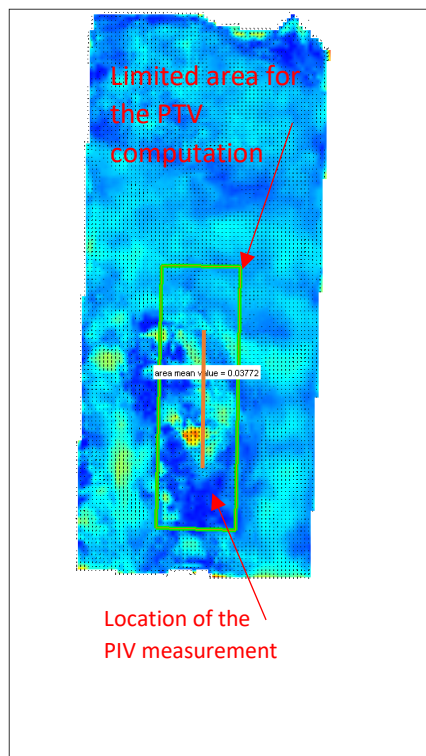 Limited area for
the PTV
computation
area mean value = 0.03772
Location of the
PIV measurement